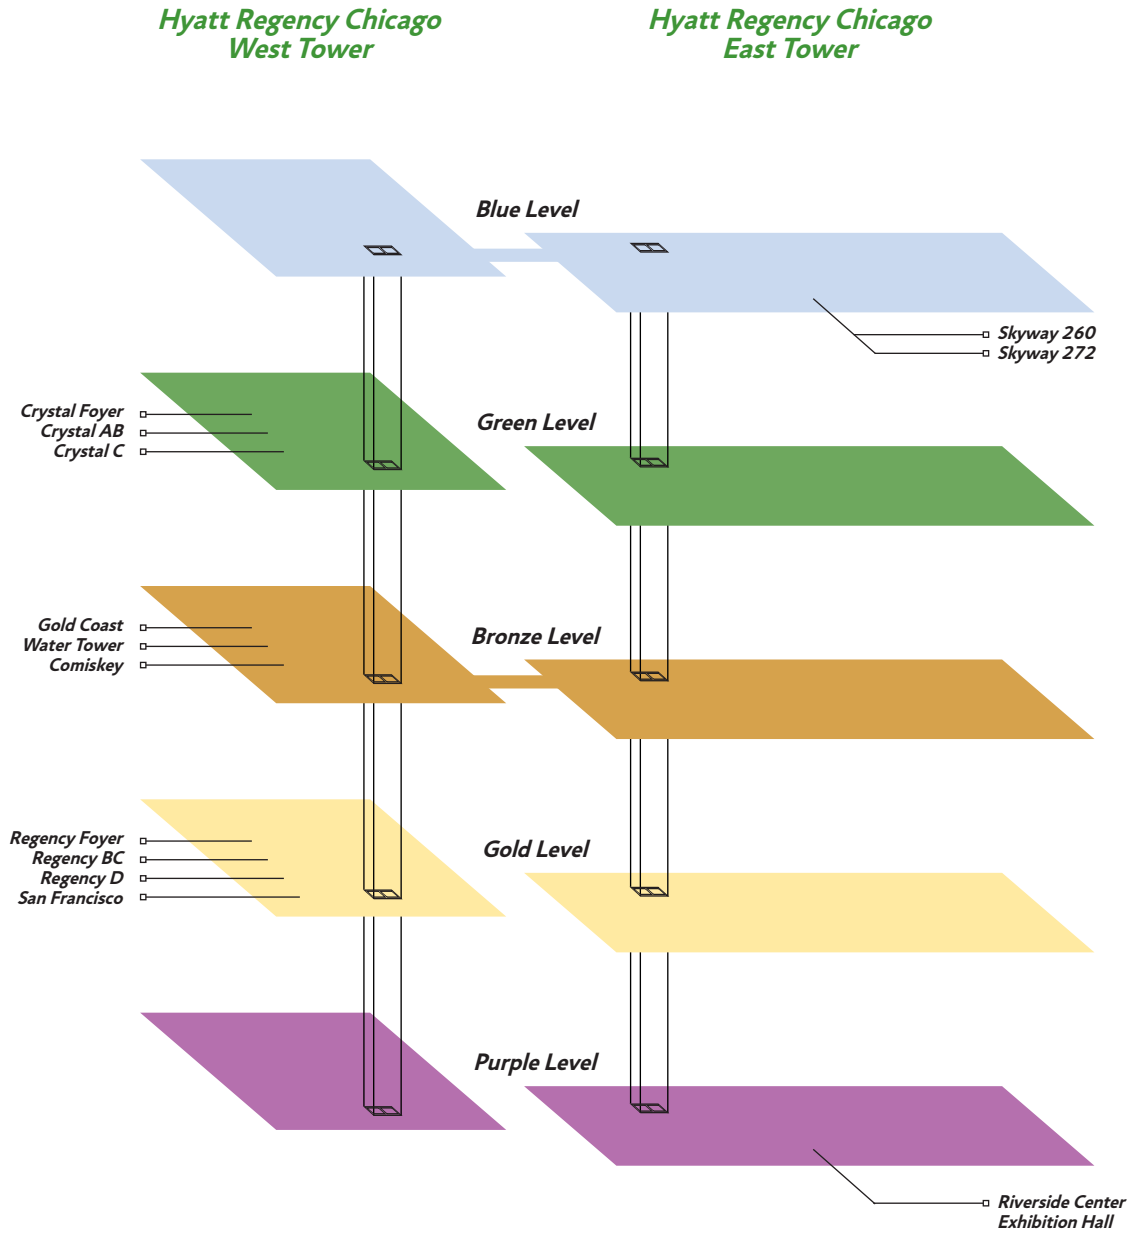 Hyatt Regency Chicago
West Tower
Hyatt Regency Chicago
East Tower
Blue Level
Skyway 260
Skyway 272
Crystal Foyer
Crystal AB
Crystal C
Green Level
Gold Coast
Water Tower
Comiskey
Bronze Level
Regency Foyer
Regency BC
Regency D
San Francisco
Gold Level
Purple Level
Riverside Center
Exhibition Hall